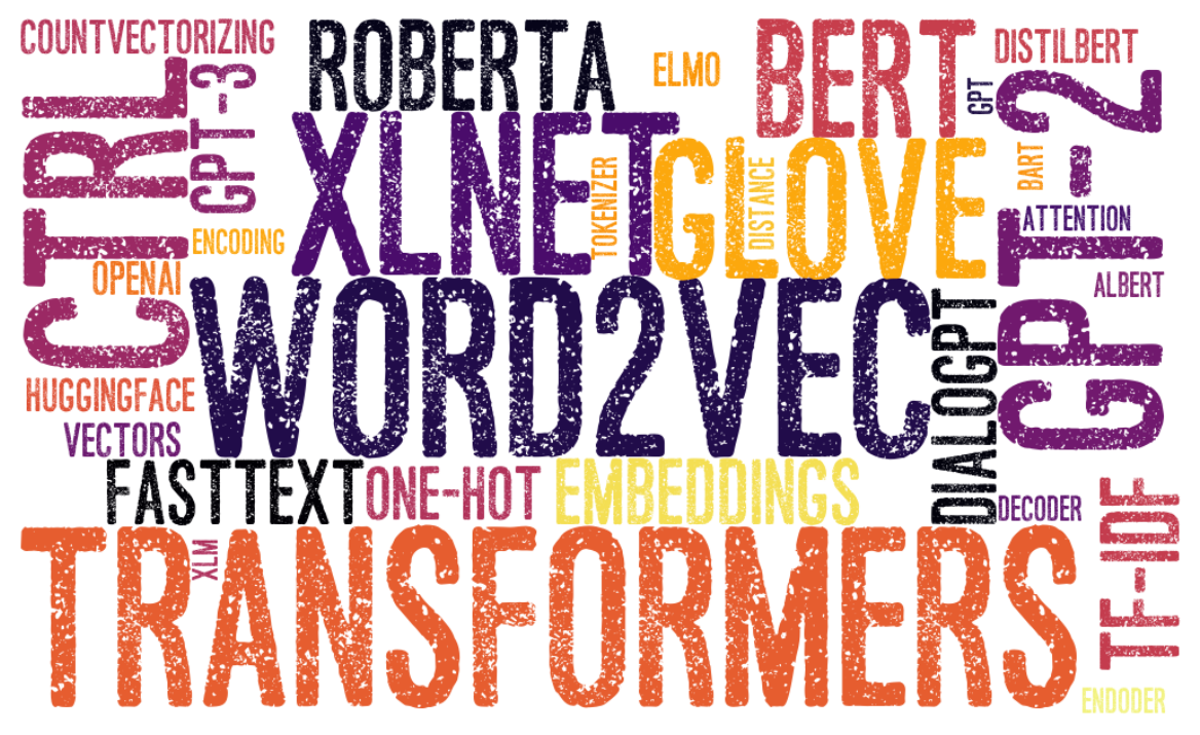 COUNTVECTORIZING
ROBERTA
ELMO
BERT
DISTILBERT
CTRL
GPT-3
GPT
GPT-2
XLNET
TOKENIZER
GLOVE
DISTANCE
BART
ATTENTION
ENCODING
OPENAI
ALBERT
WORD2VEC
DIALOGPT
HUGGINGFACE
VECTORS
FASTTEXT
ONE-HOT
EMBEDDINGS
DECODER
TF-IDF
XLM
TRANSFORMERS
ENDODER